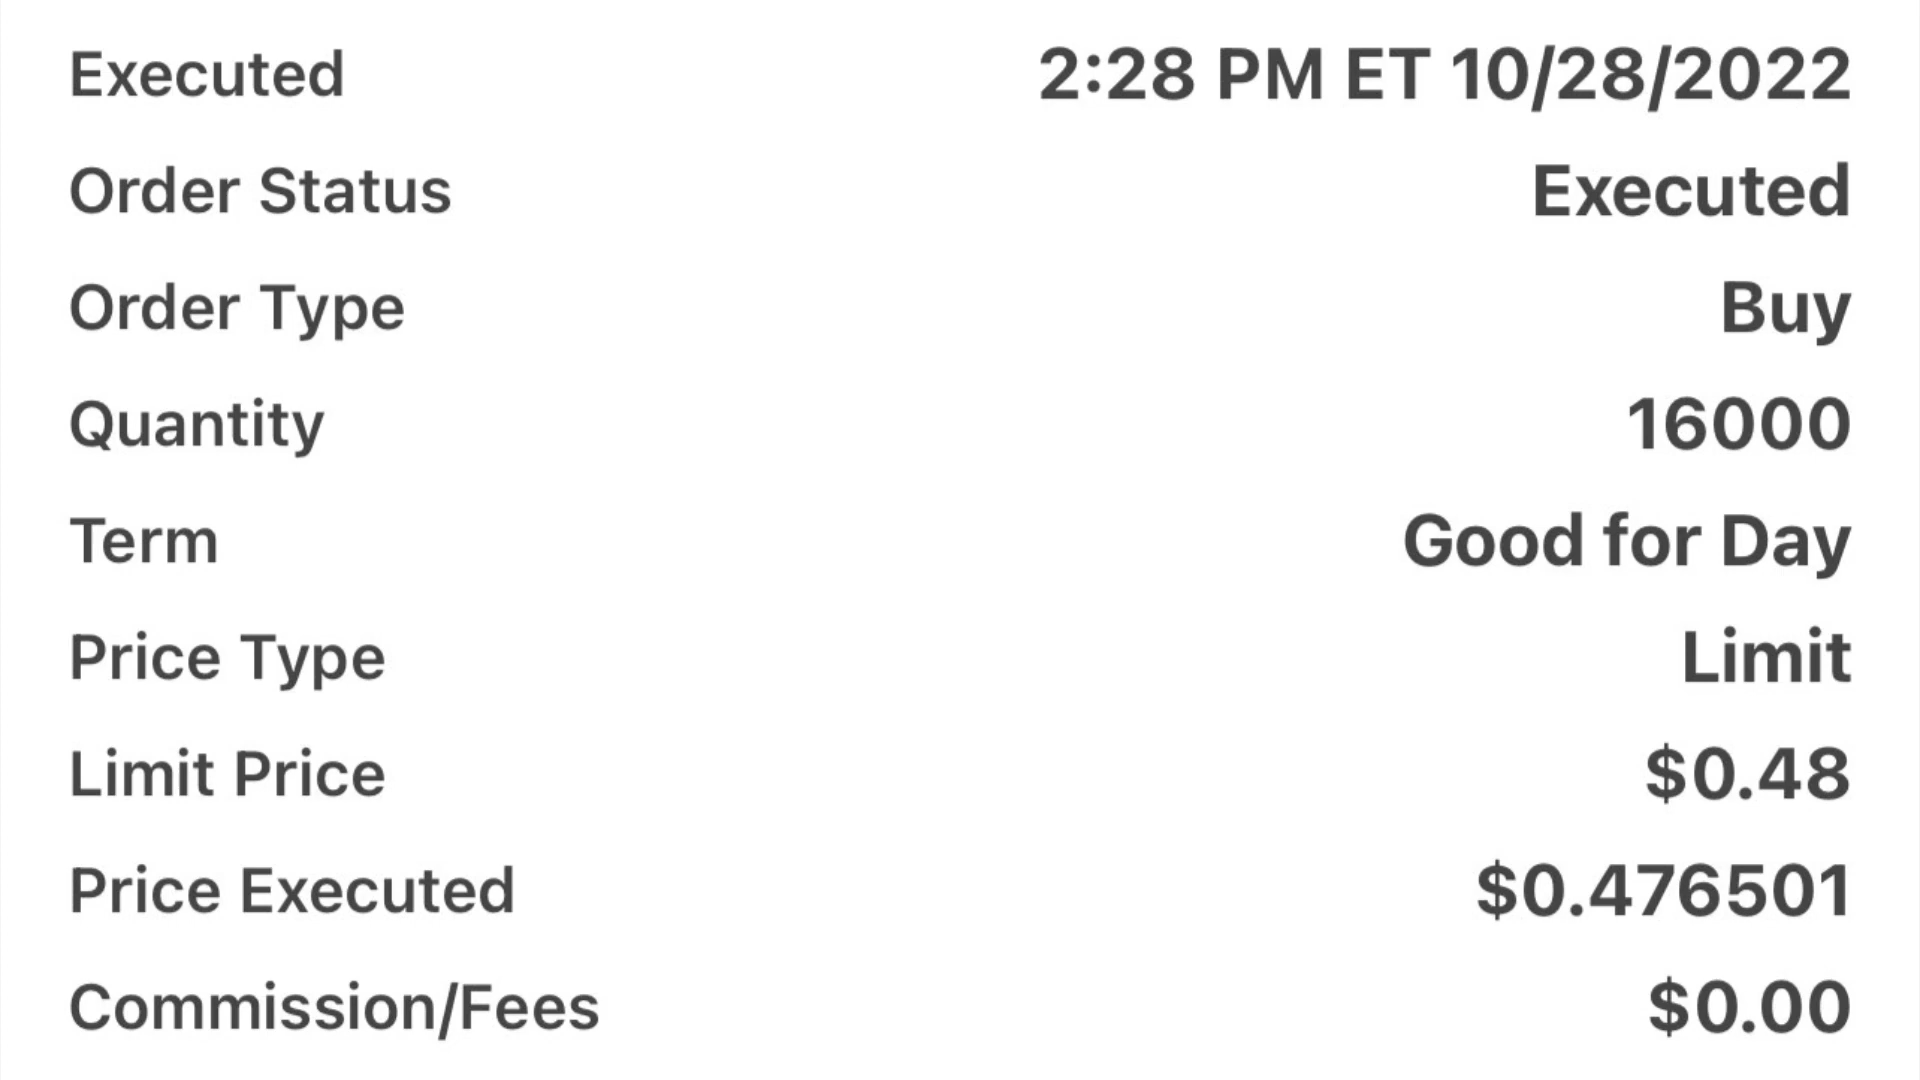 Executed 2:28 PM ET 10/28/2022
Order Status Executed
Order Type Buy
Quantity 16000
Term Good for Day
Price Type Limit
Limit Price $0.48
Price Executed $0.476501
Commission/Fees $0.00